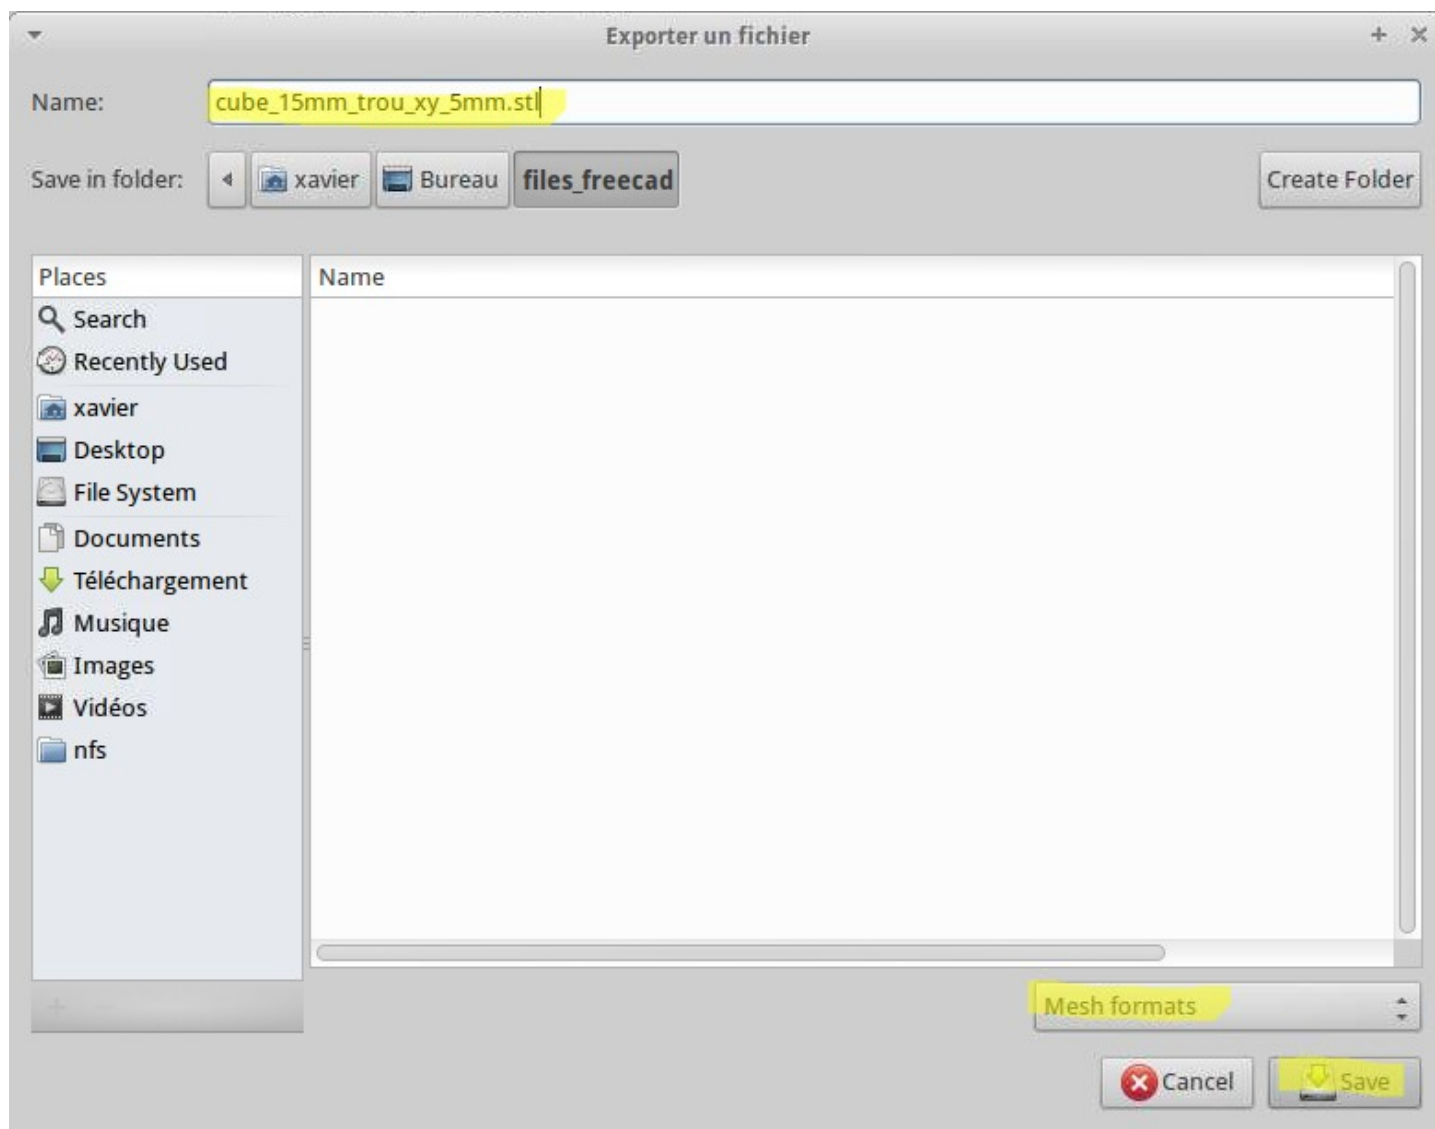 Exporter un fichier
Name: cube_15mm_trou_xy_5mm.stl
Save in folder: xavier Bureau files_freecad Create Folder
Places Name
Search
Recently Used
xavier
Desktop
File System
Documents
Téléchargement
Musique
Images
Vidéos
nfs
Mesh formats
Cancel Save